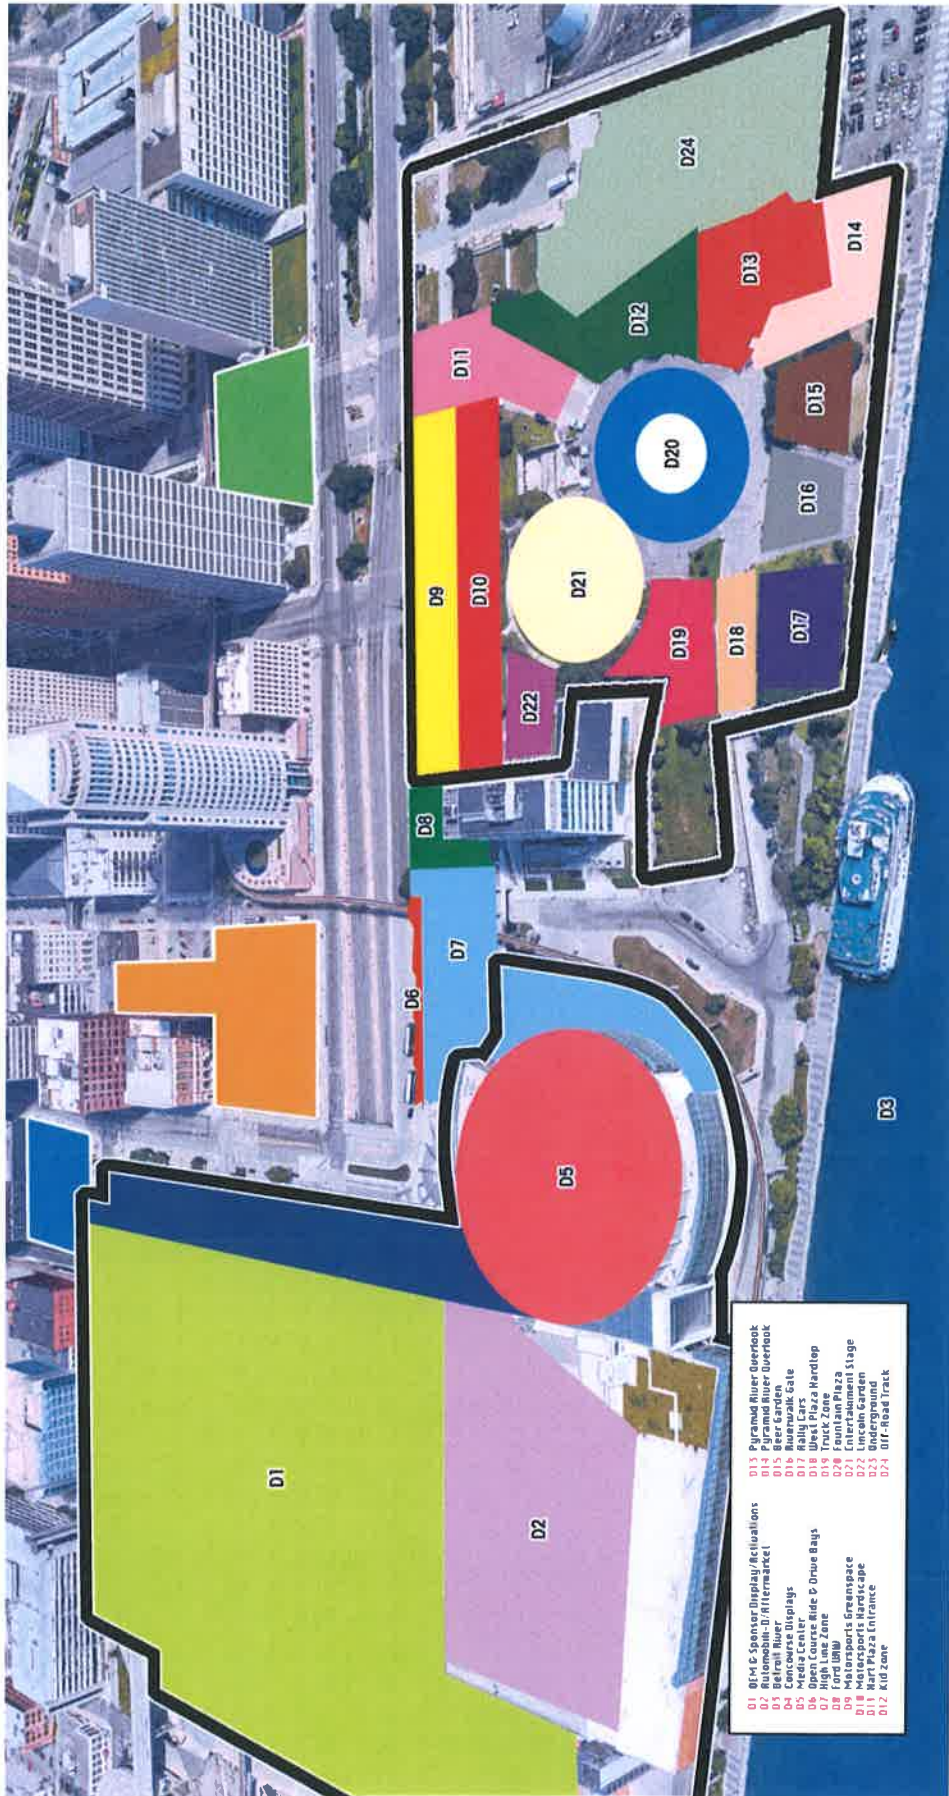 D1
D2
D3
D5
D6
D7
D8
D9
D10
D11
D12
D13
D14
D15
D16
D17
D18
D19
D20
D21
D22
D24
D1 OEM & Sponsor Display/Activations
D2 Automobili-D/Aftermarket
D3 Detroit River
D4 Concourse Displays
D5 Media Center
D6 Open Course Ride & Drive Bays
D7 High Line Zone
D8 Ford UAW
D9 Motorsports Greenspace
D10 Motorsports Hardscape
D11 Hart Plaza Entrance
D12 Kid zone
D13 Pyramid River Overlook
D14 Pyramid River Overlook
D15 Beer Garden
D16 Riverwalk Gate
D17 Rally Cars
D18 West Plaza Hardtop
D19 Truck Zone
D20 Fountain Plaza
D21 Entertainment Stage
D22 Lincoln Garden
D23 Underground
D24 Off-Road Track